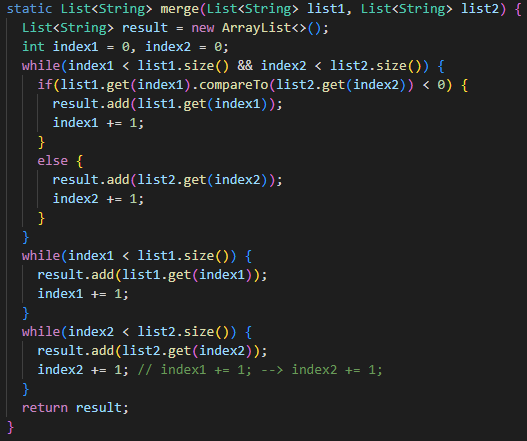 static List<String> merge(List<String> list1, List<String> list2) {
  List<String> result = new ArrayList<>();
  int index1 = 0, index2 = 0;
  while(index1 < list1.size() && index2 < list2.size()) {
    if(list1.get(index1).compareTo(list2.get(index2)) < 0) {
      result.add(list1.get(index1));
      index1 += 1;
    }
    else {
      result.add(list2.get(index2));
      index2 += 1;
    }
  }
  while(index1 < list1.size()) {
    result.add(list1.get(index1));
    index1 += 1;
  }
  while(index2 < list2.size()) {
    result.add(list2.get(index2));
    index2 += 1; // index1 += 1; --> index2 += 1;
  }
  return result;
}